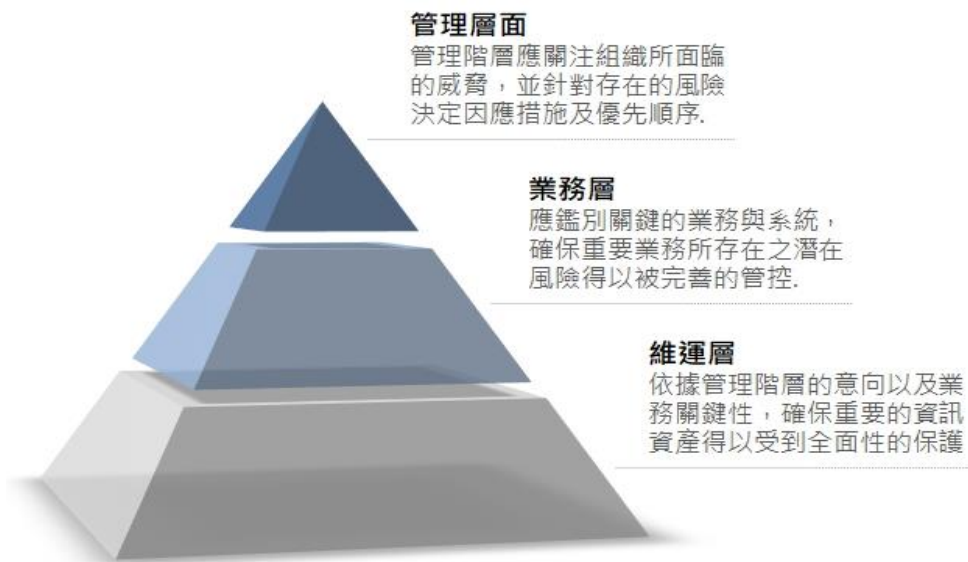 管理層面
管理階層應關注組織所面臨
的威脅，並針對存在的風險
決定因應措施及優先順序.
業務層
應鑑別關鍵的業務與系統，
確保重要業務所存在之潛在
風險得以被完善的管控.
維運層
依據管理階層的意向以及業
務關鍵性，確保重要的資訊
資產得以受到全面性的保護